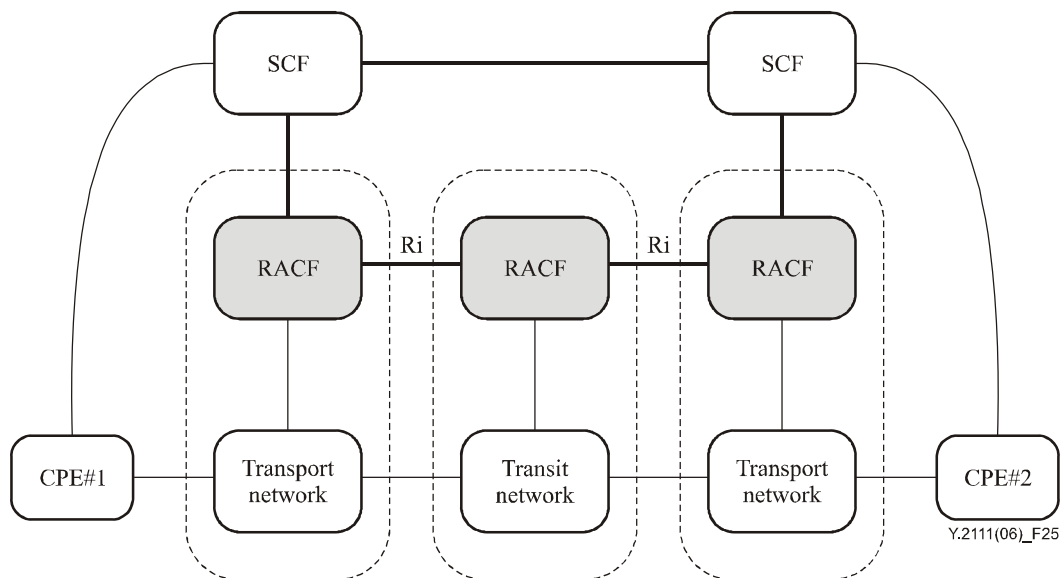 SCF
SCF
Ri
Ri
RACF
RACF
RACF
CPE#1
Transport
network
Transit
network
Transport
network
CPE#2
Y.2111(06)_F25